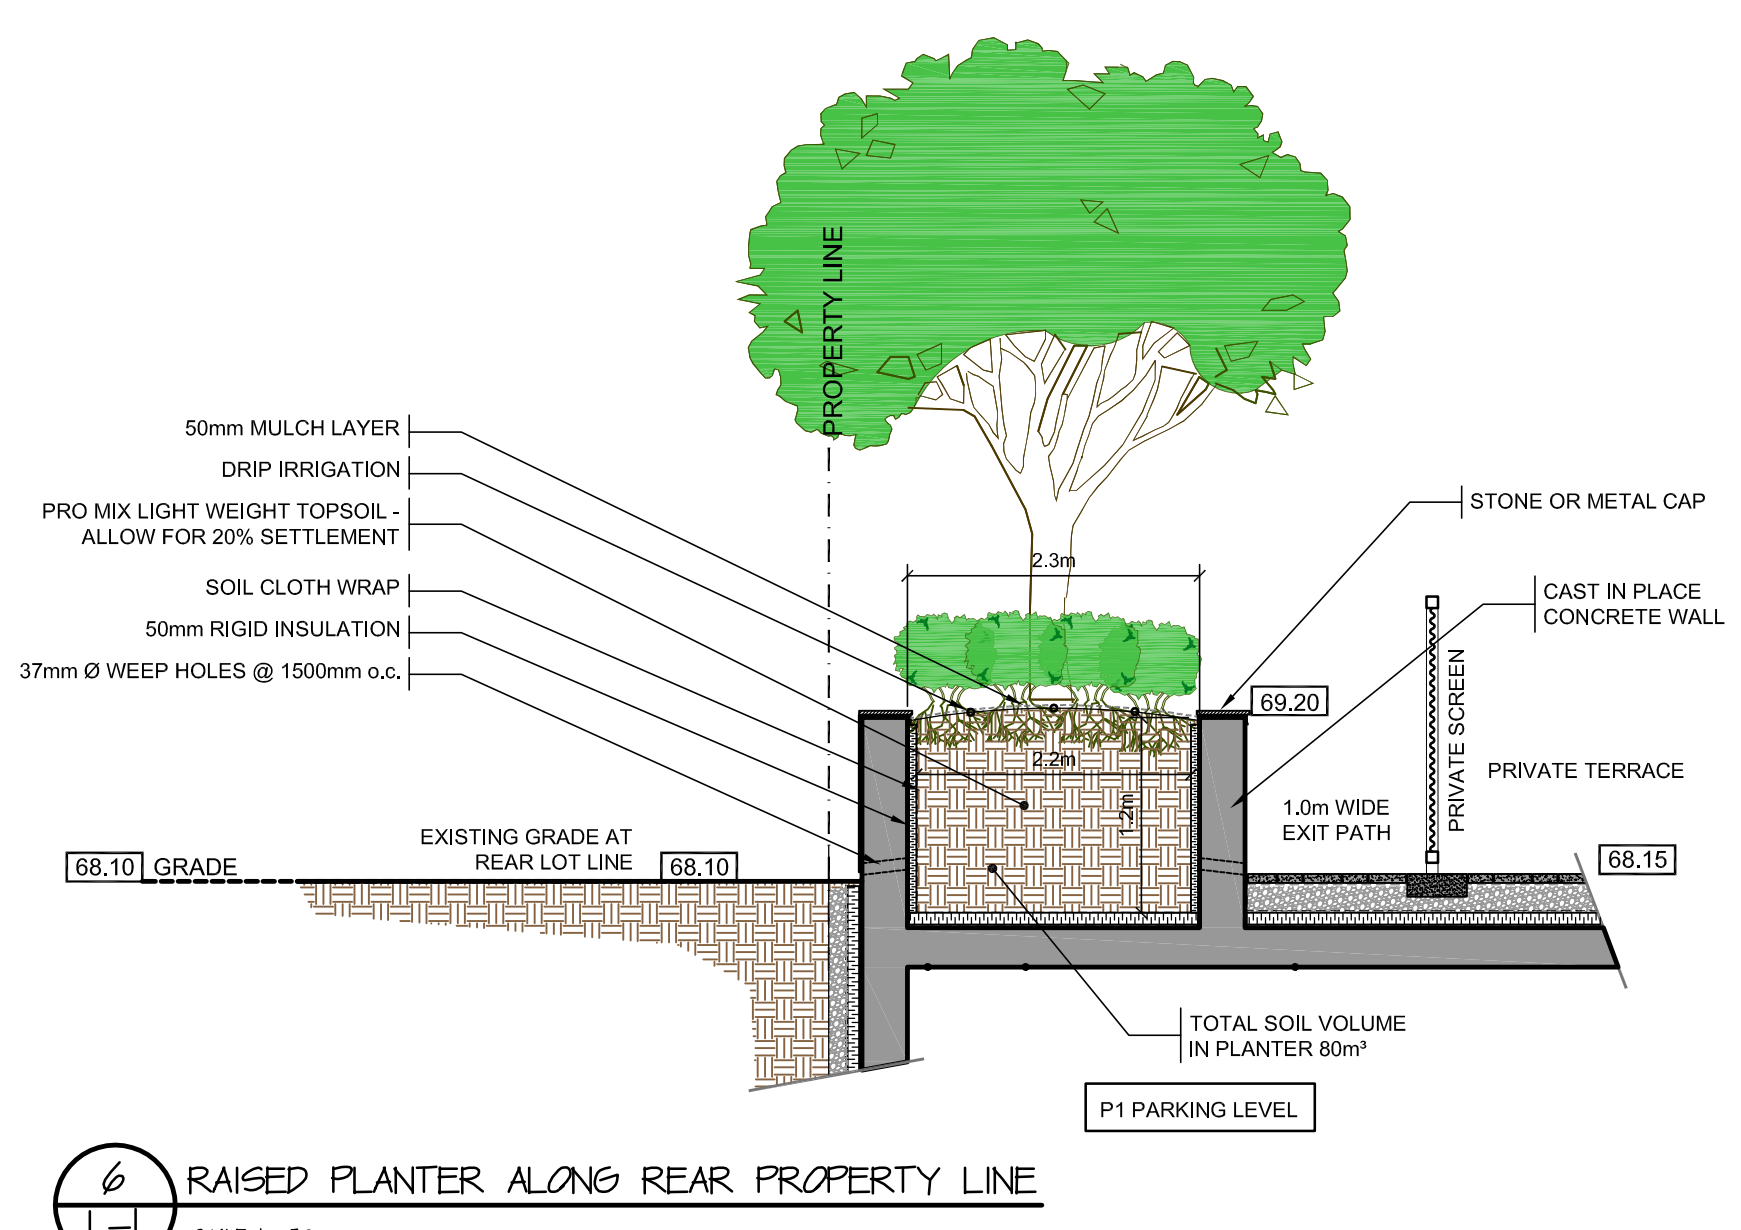 PROPERTY LINE
50mm MULCH LAYER
DRIP IRRIGATION
PRO MIX LIGHT WEIGHT TOPSOIL -
ALLOW FOR 20% SETTLEMENT
SOIL CLOTH WRAP
50mm RIGID INSULATION
37mm Ø WEEP HOLES @ 1500mm o.c.
STONE OR METAL CAP
CAST IN PLACE
CONCRETE WALL
2.3m
69.20
2.2m
1.2m
PRIVATE SCREEN
PRIVATE TERRACE
1.0m WIDE
EXIT PATH
EXISTING GRADE AT
REAR LOT LINE
68.10 GRADE
68.10
68.15
TOTAL SOIL VOLUME
IN PLANTER 80m³
P1 PARKING LEVEL
6
RAISED PLANTER ALONG REAR PROPERTY LINE